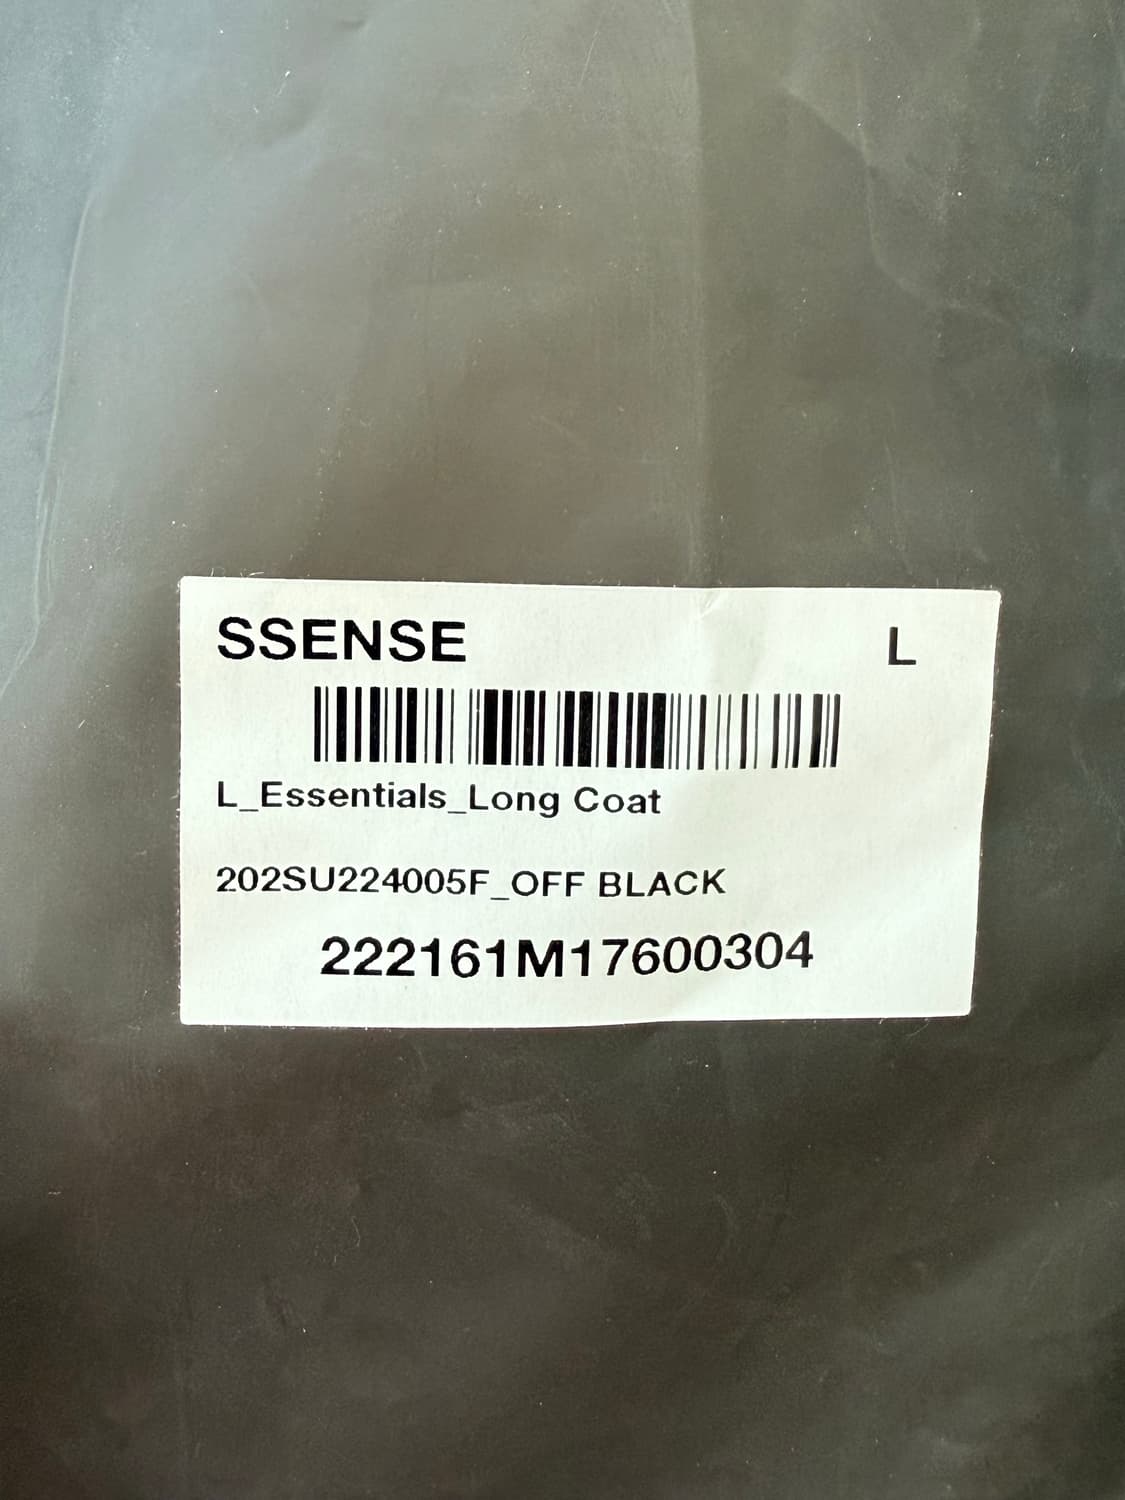 SSENSE L
L_Essentials_Long Coat
202SU224005F_OFF BLACK
222161M17600304